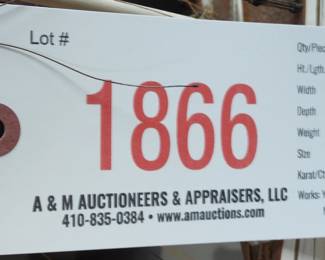 Lot #
1866
A & M AUCTIONEERS & APPRAISERS, LLC
410-835-0384 • www.amauctions.com
Qty/Piec
Ht./Lgth.
Width
Depth
Weight
Size
Karat/Ct
Works: Y